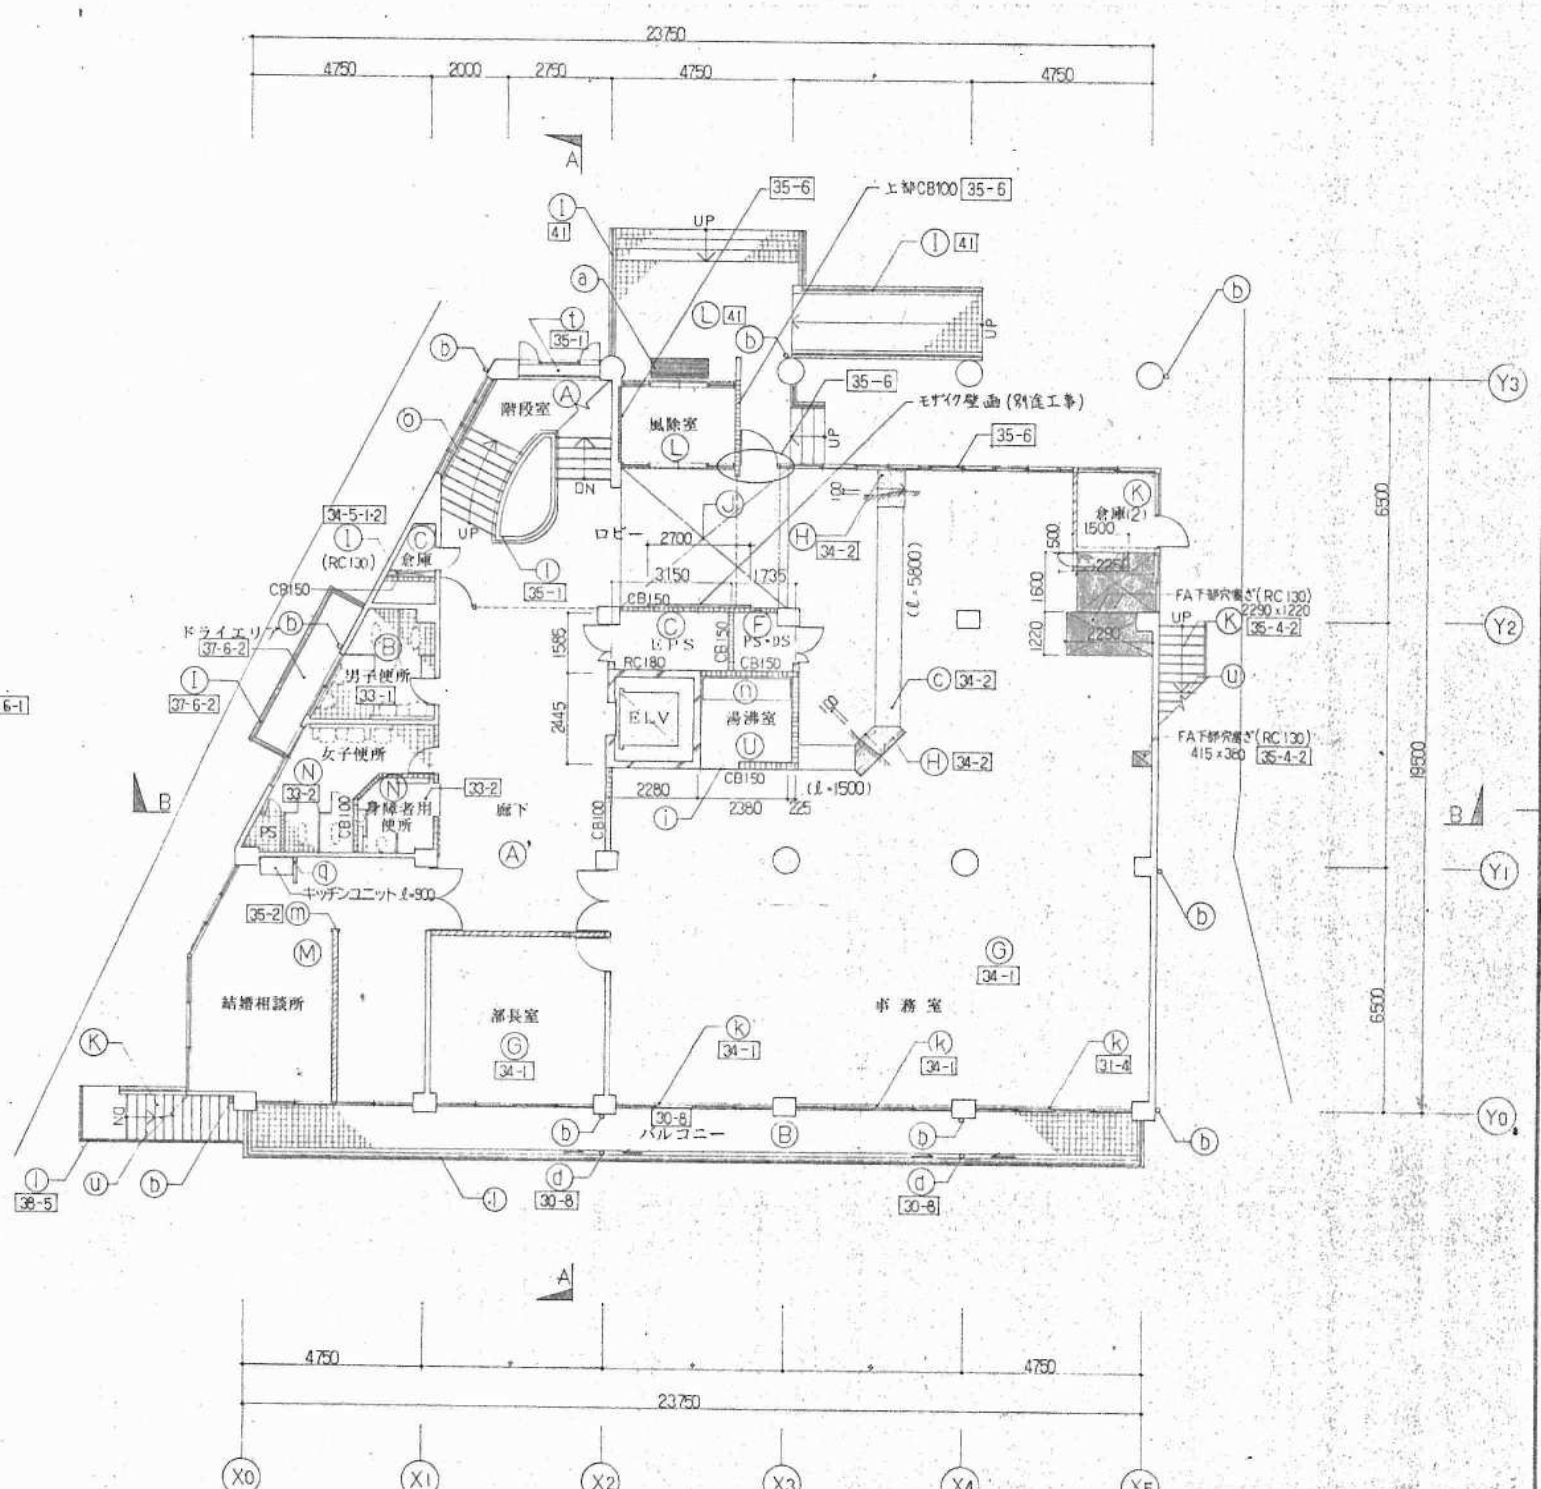 23750
4750 2000 2750 4750 4750
A
35-6
上部CB100 35-6
UP
l
41
l 41
a
b
L 41
UP
t
35-1
b
b
Y3
35-6
階段室 A
モザイク壁画(別途工事)
O
風除室
L
UP
35-6
K
倉庫(2)
1500
DN
UP
J
ロビー
2700
H
34-2
(ℓ=5800)
500
2250
6500
34-5-1・2
l
(RC130)
C
倉庫
l
35-1
3150 1735
1600
CB150
CB150
FA下部穴塞ぎ(RC130)
2290×1220
K
35-4-2
UP
Y2
ドライエリア
37-6-2
b
B
1585
C
EPS
CB150
F
PS・DS
1220
2290
RC180
CB150
l
37-6-2
男子便所
33-1
6-1
c 34-2
u
2445
ELV
n
湯沸室
U
女子便所
FA下部穴塞ぎ(RC130)
415×380 35-4-2
H 34-2
19500
N
33-2
N
33-2
CB150
(ℓ=1500)
B
B
身障者用
便所
廊下
2280 2380 225
PS
CB100
CB100
i
A'
q
キッチンユニット ℓ=900
Y1
35-2 m
b
M
G
34-1
結婚相談所
部長室
G
34-1
事務室
6500
K
k
34-1
k
34-1
k
31-4
DN
30-8
バルコニー
B
b
b
b
Y0
l
38-5
u
b
l
d
30-8
d
30-8
A
4750 4750
23750
X0 X1 X2 X3 X4 X5